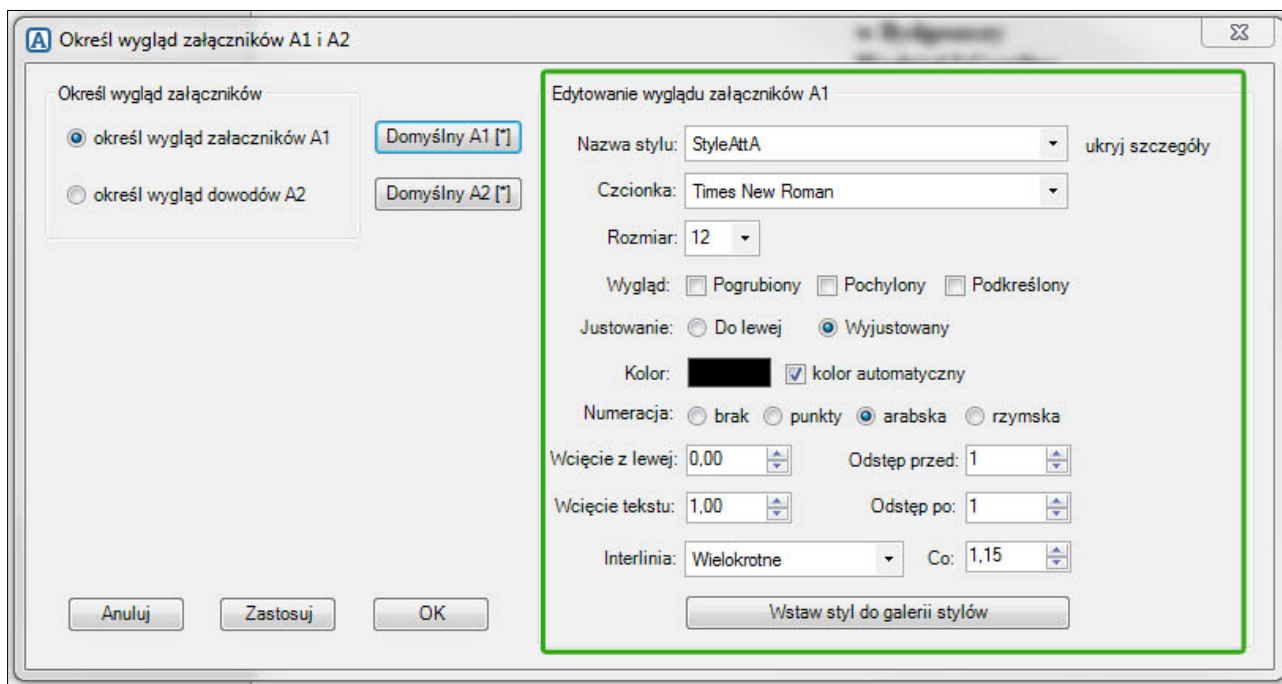 A Określ wygląd załączników A1 i A2
w Bydgoszczy
Określ wygląd załączników
określ wygląd załaczników A1
Domyślny A1 [*]
określ wygląd dowodów A2
Domyślny A2 [*]
Anuluj
Zastosuj
OK
Edytowanie wyglądu załączników A1
Nazwa stylu: StyleAttA
ukryj szczegóły
Czcionka: Times New Roman
Rozmiar: 12
Wygląd: Pogrubiony Pochylony Podkreślony
Justowanie: Do lewej Wyjustowany
Kolor: kolor automatyczny
Numeracja: brak punkty arabska rzymska
Wcięcie z lewej: 0,00 Odstęp przed: 1
Wcięcie tekstu: 1,00 Odstęp po: 1
Interlinia: Wielokrotne Co: 1,15
Wstaw styl do galerii stylów